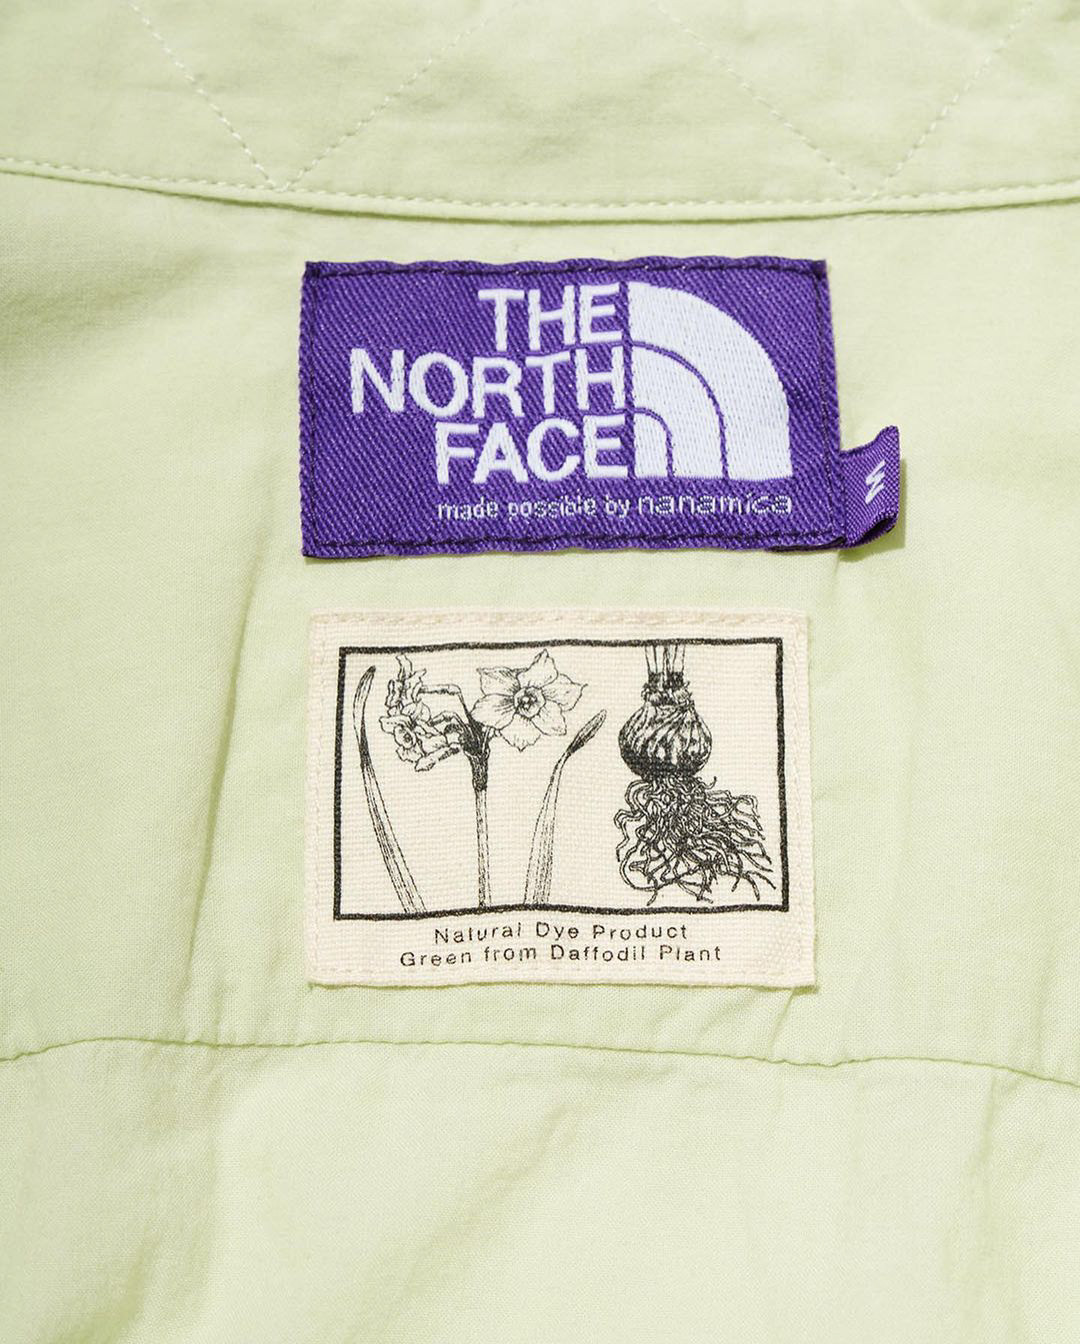 THE
NORTH
FACE
made possible by nanamica
M
Natural Dye Product
Green from Daffodil Plant